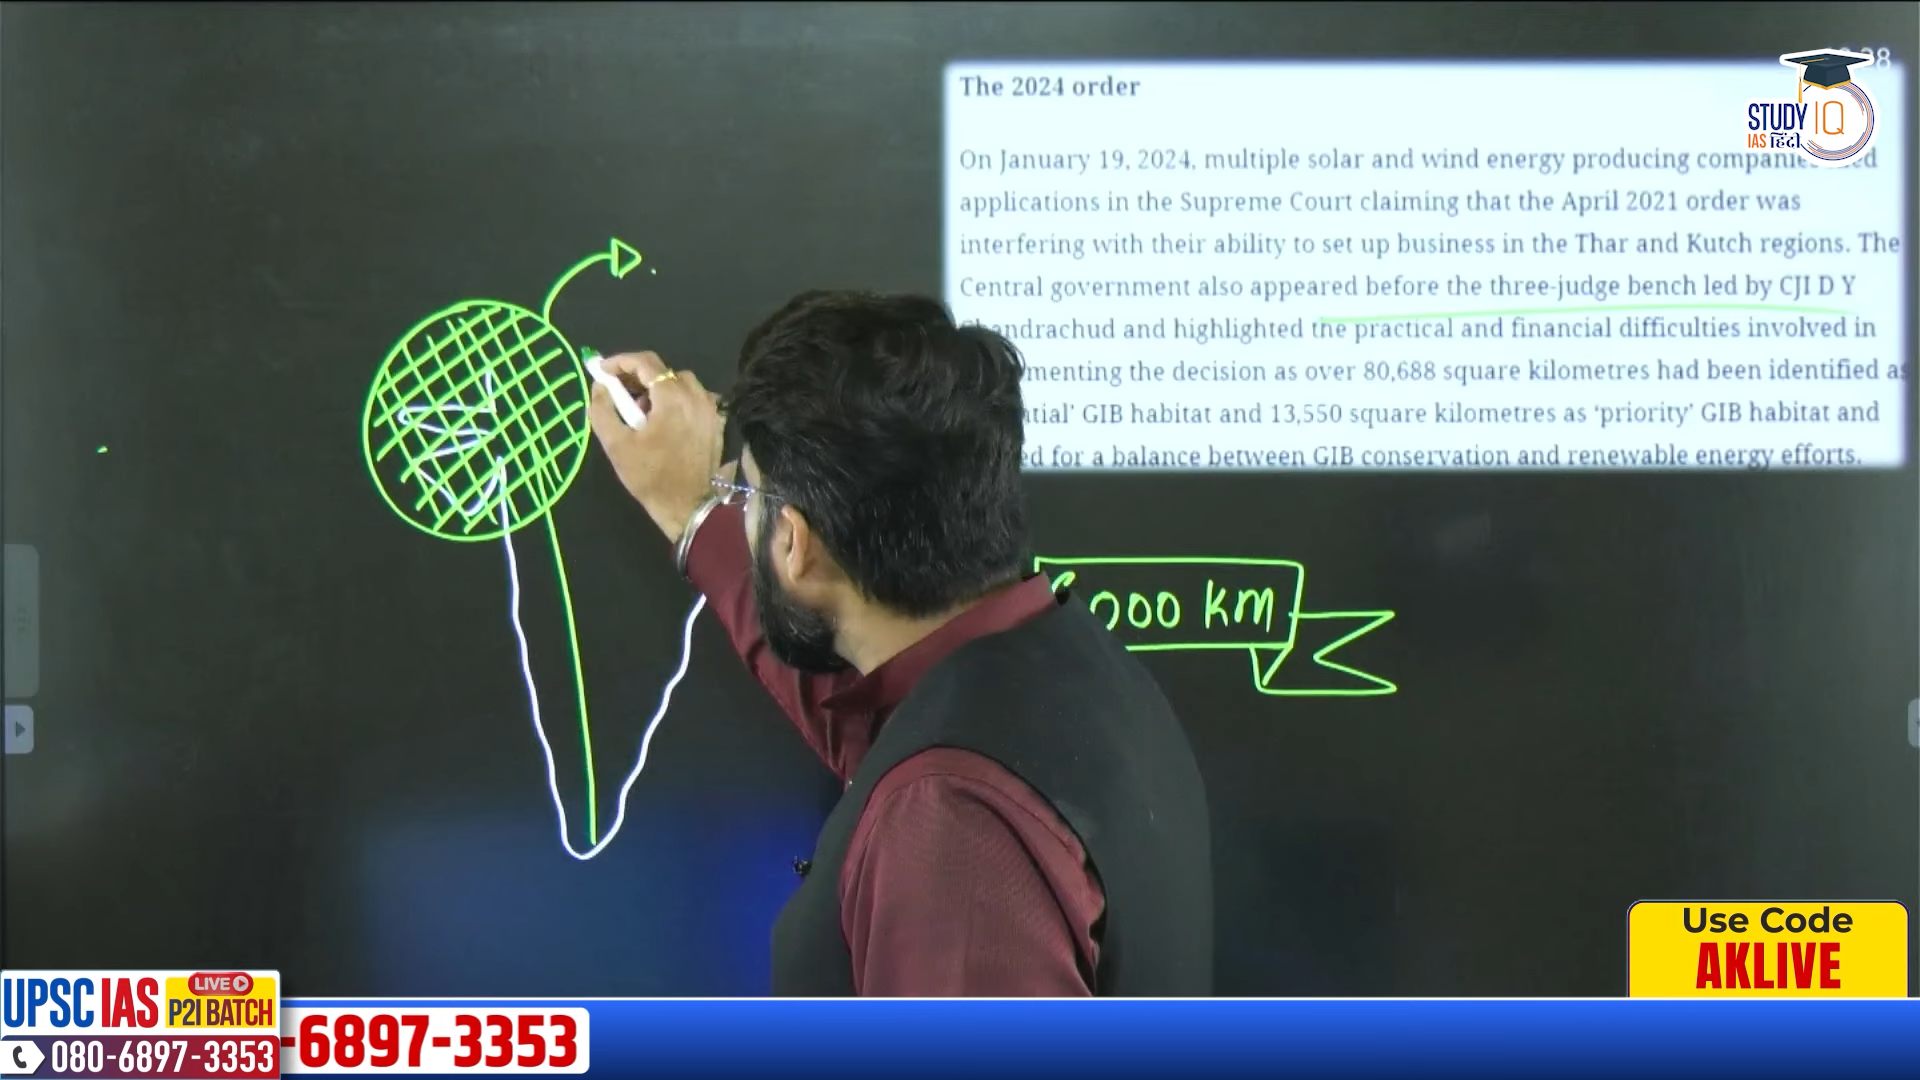 The 2024 order
On January 19, 2024, multiple solar and wind energy producing
applications in the Supreme Court claiming that the April 2021 order was
interfering with their ability to set up business in the Thar and Kutch regions. The
Central government also appeared before the three-judge bench led by CJI D Y
and highlighted the practical and financial difficulties involved in
the decision as over 80,688 square kilometres had been identified as
GIB habitat and 13,550 square kilometres as ‘priority’ GIB habitat and
for a balance between GIB conservation and renewable energy efforts.
STUDY IQ
IAS हिंदी
000 km
Use Code
AKLIVE
UPSC IAS LIVE
P2I BATCH
080-6897-3353
-6897-3353